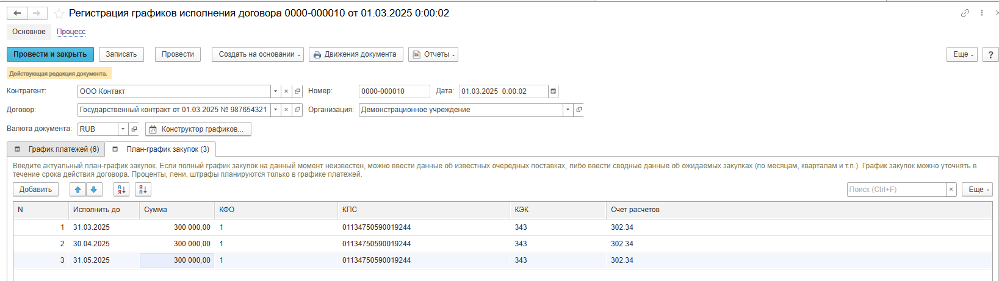 Регистрация графиков исполнения договора 0000-000010 от 01.03.2025 0:00:02
Основное Процесс
Провести и закрыть Записать Провести Создать на основании Движения документа Отчеты Еще ?
Действующая редакция документа.
Контрагент: ООО Контакт Номер: 0000-000010 Дата: 01.03.2025 0:00:02
Договор: Государственный контракт от 01.03.2025 № 987654321 Организация: Демонстрационное учреждение
Валюта документа: RUB Конструктор графиков...
График платежей (6) План-график закупок (3)
Введите актуальный план-график закупок. Если полный график закупок на данный момент неизвестен, можно ввести данные об известных очередных поставках, либо ввести сводные данные об ожидаемых закупках (по месяцам, кварталам и т.п.). График закупок можно уточнять в
течение срока действия договора. Проценты, пени, штрафы планируются только в графике платежей.
Добавить Поиск (Ctrl+F) Еще
N Исполнить до Сумма КФО КПС КЭК Счет расчетов
1 31.03.2025 300 000,00 1 01134750590019244 343 302.34
2 30.04.2025 300 000,00 1 01134750590019244 343 302.34
3 31.05.2025 300 000,00 1 01134750590019244 343 302.34